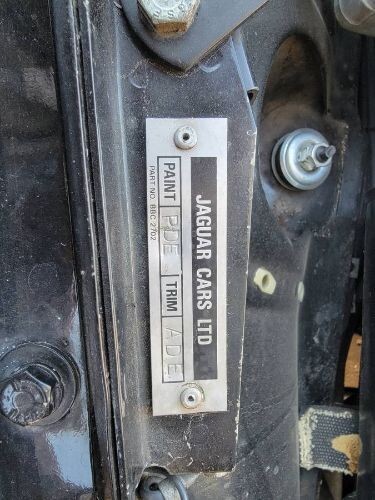 JAGUAR CARS LTD
PAINT PDE TRIM ADE
PART NO. BBC 2702